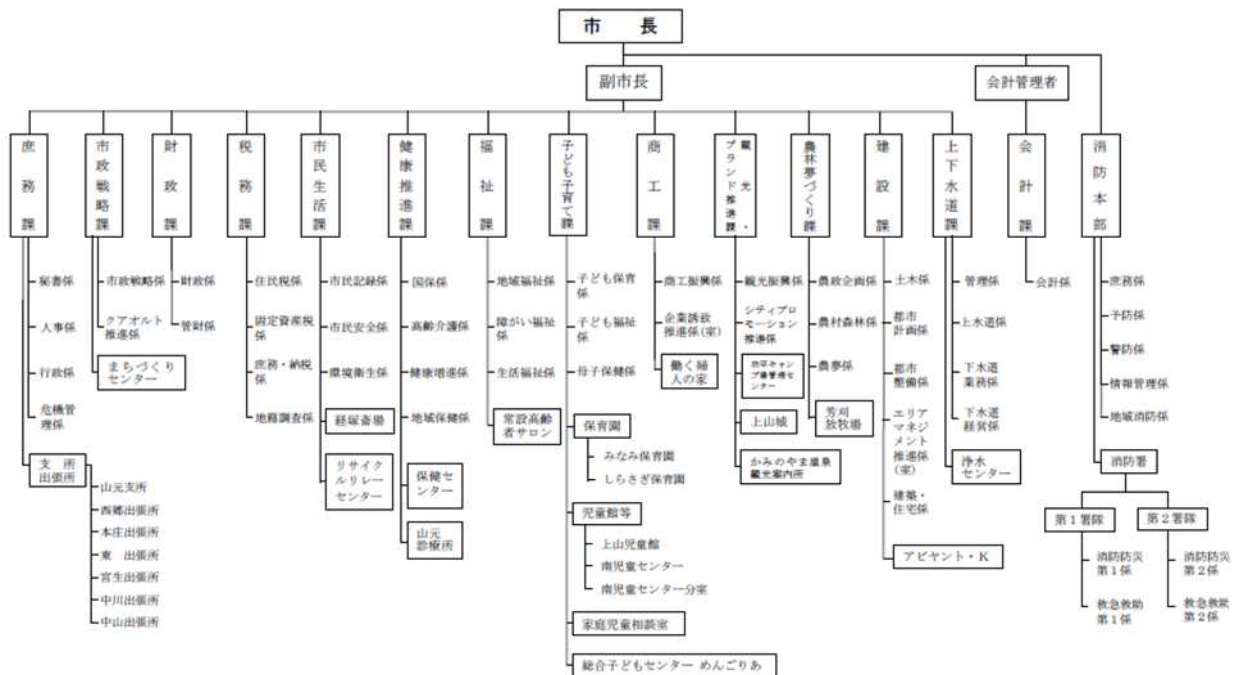 市 長
副市長
会計管理者
庶務課
市政戦略課
財政課
税務課
市民生活課
健康推進課
福祉課
子ども子育て課
商工課
観光・
ブランド推進課
農林夢づくり課
建設課
上下水道課
会計課
消防本部
秘書係
人事係
行政係
危機管
理係
支 所
出張所
山元支所
西郷出張所
本庄出張所
東 出張所
宮生出張所
中川出張所
中山出張所
市政戦略係
クアオルト
推進係
まちづくり
センター
財政係
管財係
住民税係
固定資産税
係
庶務・納税
係
地籍調査係
市民記録係
市民安全係
環境衛生係
経塚斎場
リサイク
ルリレー
センター
国保係
高齢介護係
健康増進係
地域保健係
保健セ
ンター
山元
診療所
地域福祉係
障がい福祉
係
生活福祉係
常設高齢
者サロン
子ども保育
係
子ども福祉
係
母子保健係
保育園
みなみ保育園
しらさぎ保育園
児童館等
上山児童館
南児童センター
南児童センター分室
家庭児童相談室
総合子どもセンター めんごりあ
商工振興係
企業誘致
推進係(室)
働く婦
人の家
観光振興係
シティプロ
モーション
推進係
坊平キャン
プ場管理セ
ンター
上山城
かみのやま温泉
観光案内所
農政企画係
農村森林係
農夢係
芳刈
放牧場
土木係
都市
計画係
都市
整備係
エリア
マネジ
メント
推進係
(室)
建築・
住宅係
アビヤント・K
管理係
上水道係
下水道
業務係
下水道
経営係
浄水
センター
会計係
庶務係
予防係
警防係
情報管理係
地域消防係
消防署
第1署隊
第2署隊
消防防災
第1係
救急救助
第1係
消防防災
第2係
救急救助
第2係